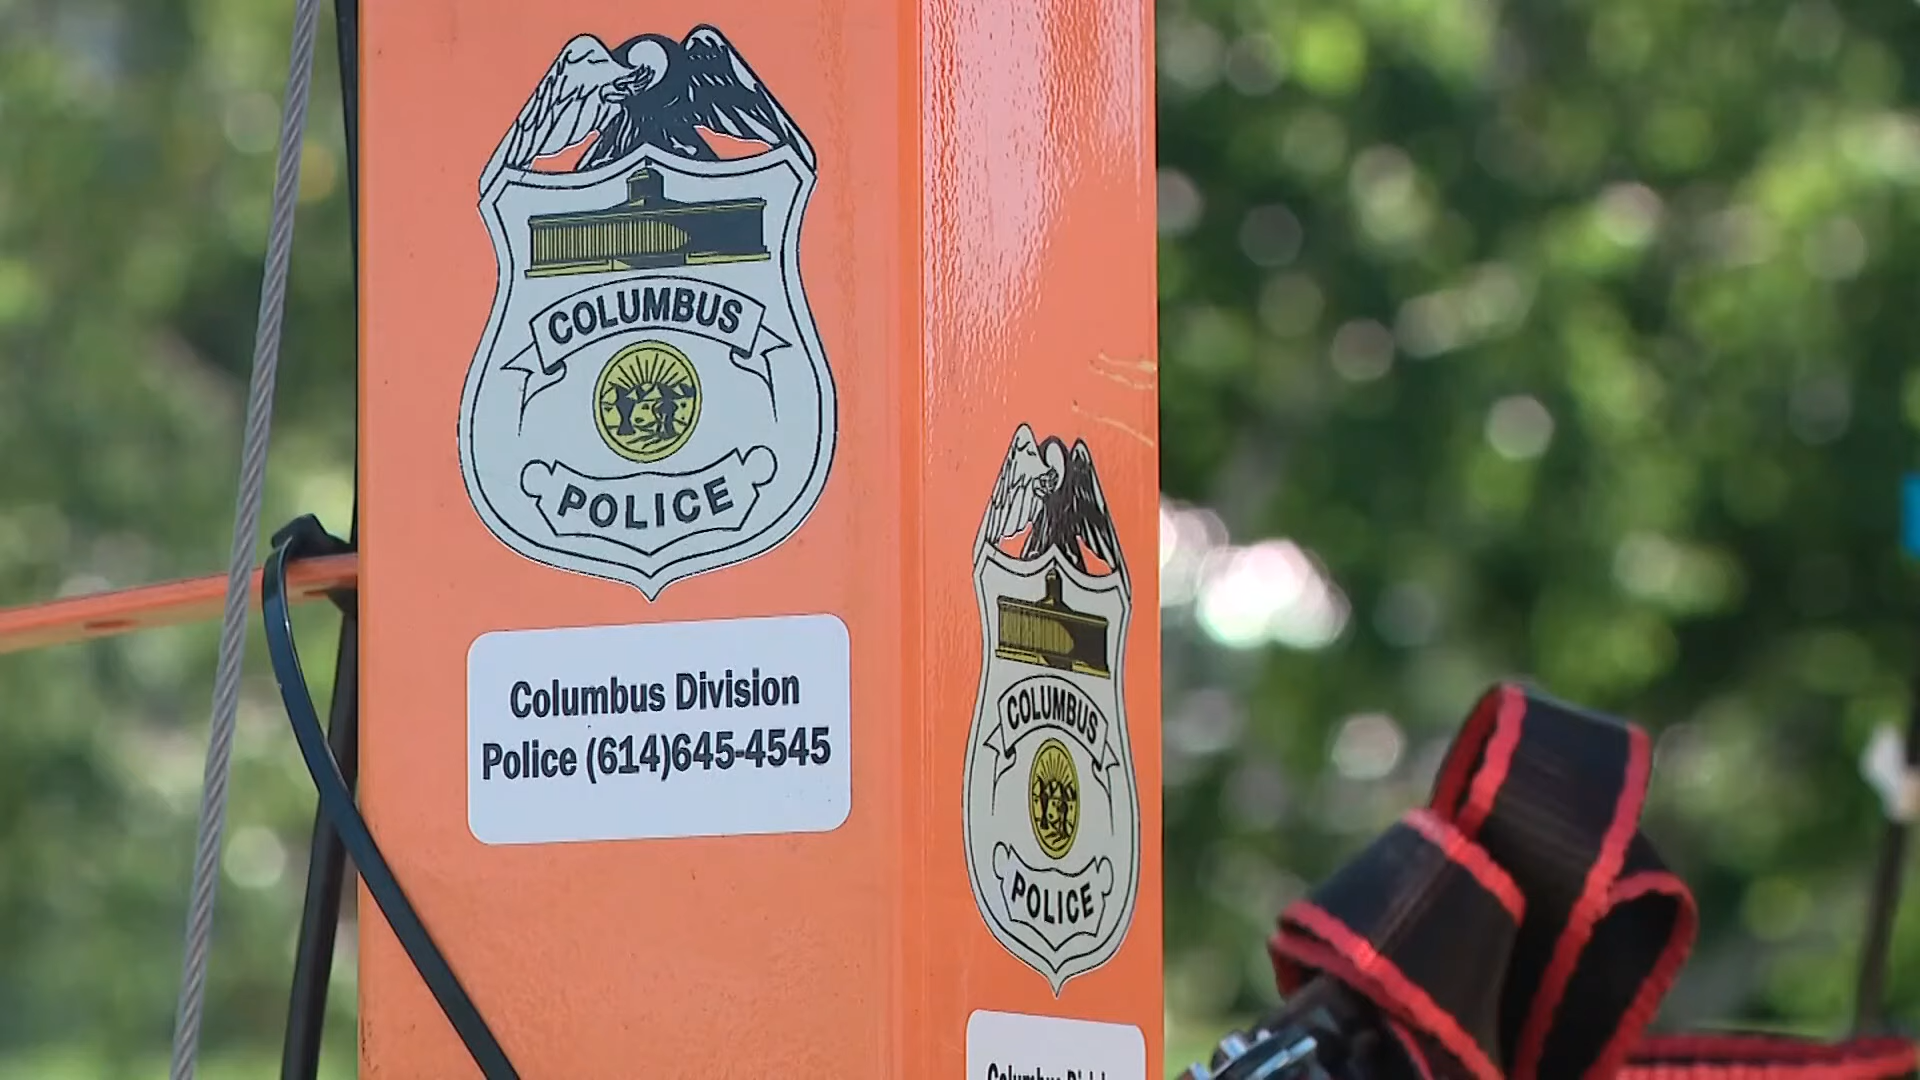 COLUMBUS
POLICE
Columbus Division
Police (614)645-4545
COLUMBUS
POLICE